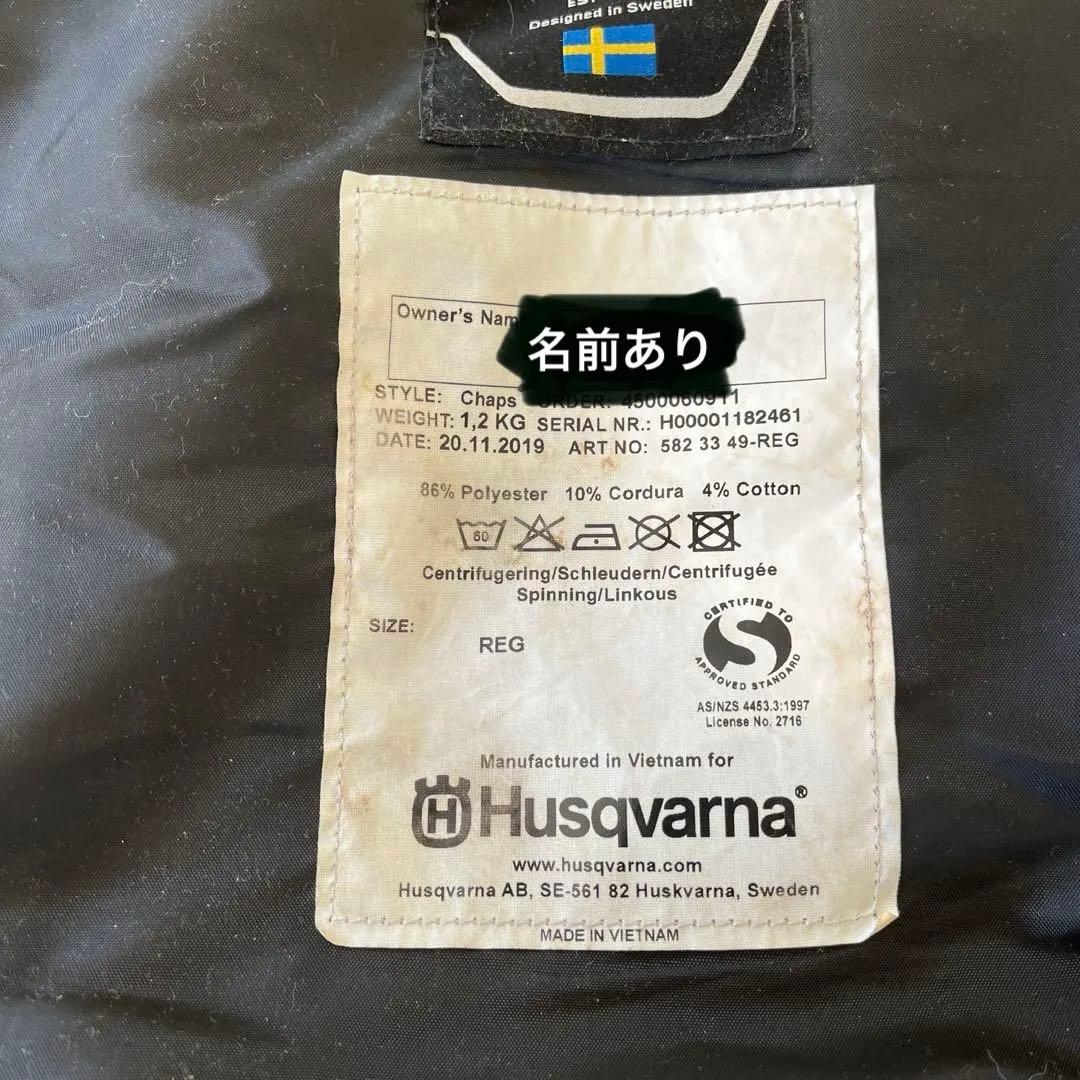 Designed in Sweden
Owner's Nam
名前あり
STYLE: Chaps ORDER: 4500060911
WEIGHT: 1,2 KG SERIAL NR.: H00001182461
DATE: 20.11.2019 ART NO: 582 33 49-REG
86% Polyester 10% Cordura 4% Cotton
60
Centrifugering/Schleudern/Centrifugée
Spinning/Linkous
SIZE:
REG
CERTIFIED TO
S
APPROVED STANDARD
AS/NZS 4453.3:1997
License No. 2716
Manufactured in Vietnam for
H Husqvarna®
www.husqvarna.com
Husqvarna AB, SE-561 82 Huskvarna, Sweden
MADE IN VIETNAM